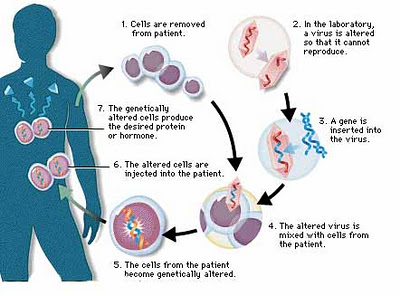 1. Cells are removed
from patient.
2. In the laboratory,
a virus is altered
so that it cannot
reproduce.
3. A gene is
inserted into
the virus.
4. The altered virus is
mixed with cells from
the patient.
5. The cells from the patient
become genetically altered.
6. The altered cells are
injected into the patient.
7. The genetically
altered cells produce
the desired protein
or hormone.